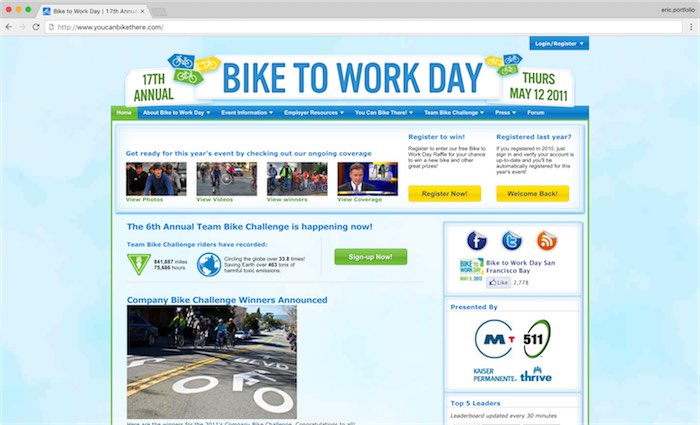 Bike to Work Day | 17th Annua
eric.portfolio
http://www.youcanbikethere.com/
Login/Register
17TH
ANNUAL
BIKE TO WORK DAY
THURS
MAY 12 2011
Home
About Bike to Work Day
Event Information
Employer Resources
You Can Bike There!
Team Bike Challenge
Press
Forum
Get ready for this year's event by checking out our ongoing coverage
View Photos
View Videos
View winners
View Coverage
Register to win!
Register to enter our free Bike to
Work Day Raffle for your chance
to win a new bike and other
great prizes!
Register Now!
Registered last year?
If you registered in 2010, just
sign in and verify your account is
up-to-date and you'll be
automatically registered for this
year's event!
Welcome Back!
The 6th Annual Team Bike Challenge is happening now!
Team Bike Challenge riders have recorded:
841,887 miles
75,686 hours
Circling the globe over 33.8 times!
Saving Earth over 463 tons of
harmful toxic emissions.
Sign-up Now!
Company Bike Challenge Winners Announced
Here are the winners for the 2011's Company Bike Challenge. Congratulations to all!
BIKE TO
WORK DAY
Bike to Work Day San
Francisco Bay
Like
2,778
Presented By
M T
511
KAISER
PERMANENTE
thrive
Top 5 Leaders
Leaderboard updated every 30 minutes